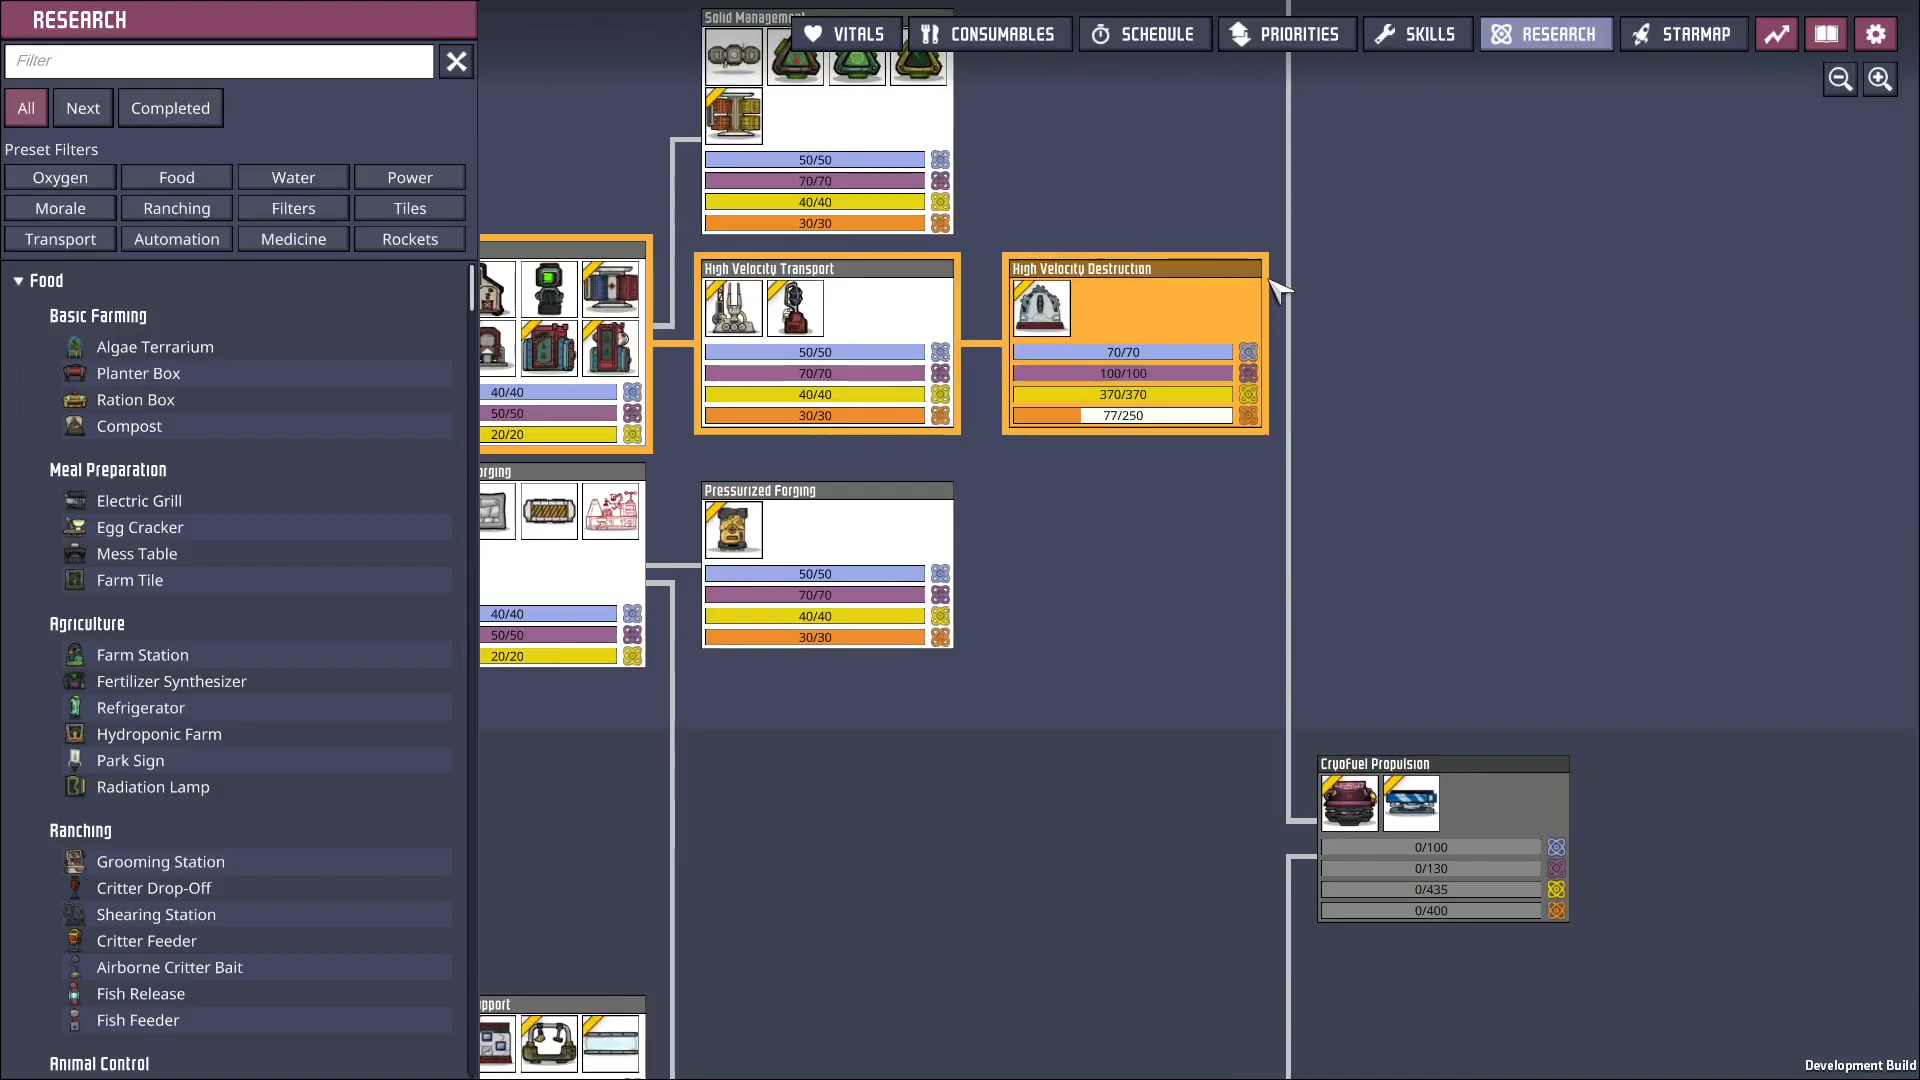 RESEARCH
Filter
All
Next
Completed
Preset Filters
Oxygen
Food
Water
Power
Morale
Ranching
Filters
Tiles
Transport
Automation
Medicine
Rockets
Food
Basic Farming
Algae Terrarium
Planter Box
Ration Box
Compost
Meal Preparation
Electric Grill
Egg Cracker
Mess Table
Farm Tile
Agriculture
Farm Station
Fertilizer Synthesizer
Refrigerator
Hydroponic Farm
Park Sign
Radiation Lamp
Ranching
Grooming Station
Critter Drop-Off
Shearing Station
Critter Feeder
Airborne Critter Bait
Fish Release
Fish Feeder
Animal Control
VITALS
CONSUMABLES
SCHEDULE
PRIORITIES
SKILLS
RESEARCH
STARMAP
Solid Management
50/50
70/70
40/40
30/30
40/40
50/50
20/20
High Velocity Transport
50/50
70/70
40/40
30/30
High Velocity Destruction
70/70
100/100
370/370
77/250
orging
40/40
50/50
20/20
Pressurized Forging
50/50
70/70
40/40
30/30
CryoFuel Propulsion
0/100
0/130
0/435
0/400
pport
Development Build